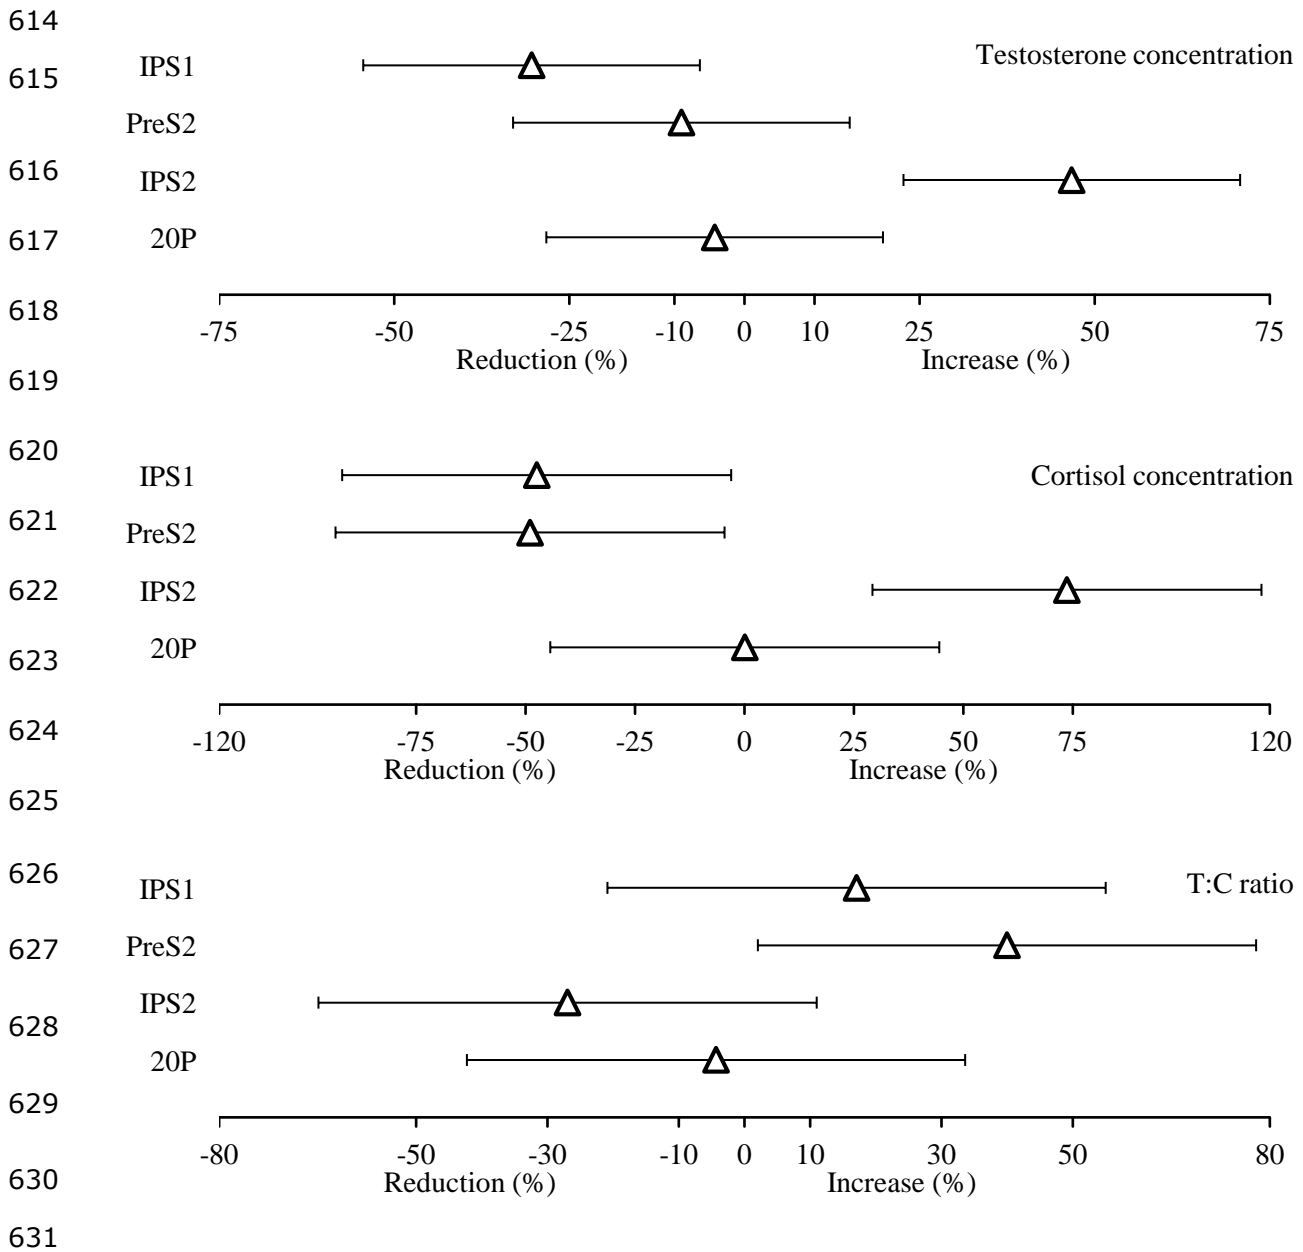 614
IPS1 Testosterone concentration
615
PreS2
616 IPS2
617 20P
618
-75 -50 -25 -10 0 10 25 50 75
Reduction (%) Increase (%)
619
620
IPS1 Cortisol concentration
621 PreS2
622 IPS2
623 20P
624 -120 -75 -50 -25 0 25 50 75 120
Reduction (%) Increase (%)
625
626 IPS1 T:C ratio
627 PreS2
IPS2
628
20P
629
-80 -50 -30 -10 0 10 30 50 80
630 Reduction (%) Increase (%)
631